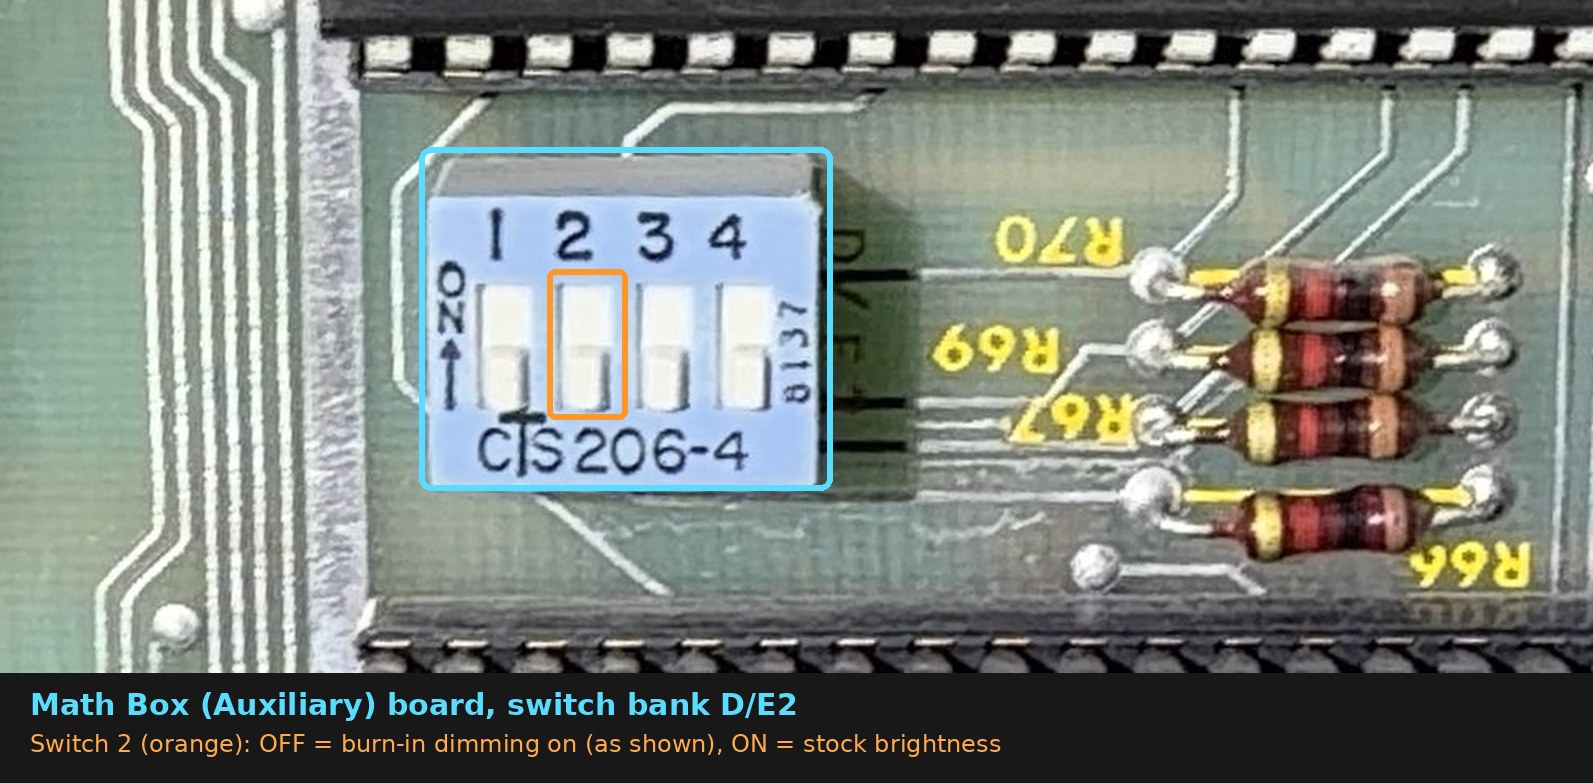 1 2 3 4
ON
8137
CTS206-4
R70
R69
R67
R66
Math Box (Auxiliary) board, switch bank D/E2
Switch 2 (orange): OFF = burn-in dimming on (as shown), ON = stock brightness